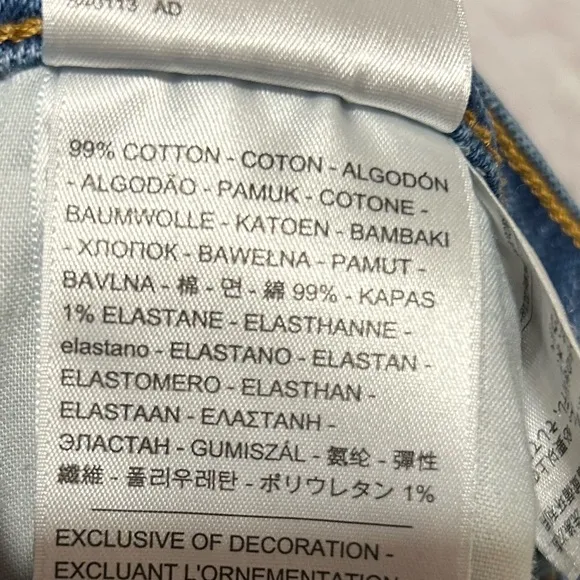 A40113 AD
99% COTTON - COTON - ALGODÓN
- ALGODÃO - PAMUK - COTONE -
BAUMWOLLE - KATOEN - BAMBAKI
- ХЛОПОК - BAWEŁNA - PAMUT -
BAVLNA - 棉 - 면 - 綿 99% - KAPAS
1% ELASTANE - ELASTHANNE -
elastano - ELASTANO - ELASTAN -
ELASTOMERO - ELASTHAN -
ELASTAAN - ΕΛΑΣΤΑΝΗ -
ЭЛАСТАН - GUMISZÁL - 氨纶 - 彈性
纖維 - 폴리우레탄 - ポリウレタン 1%
EXCLUSIVE OF DECORATION -
EXCLUANT L'ORNEMENTATION